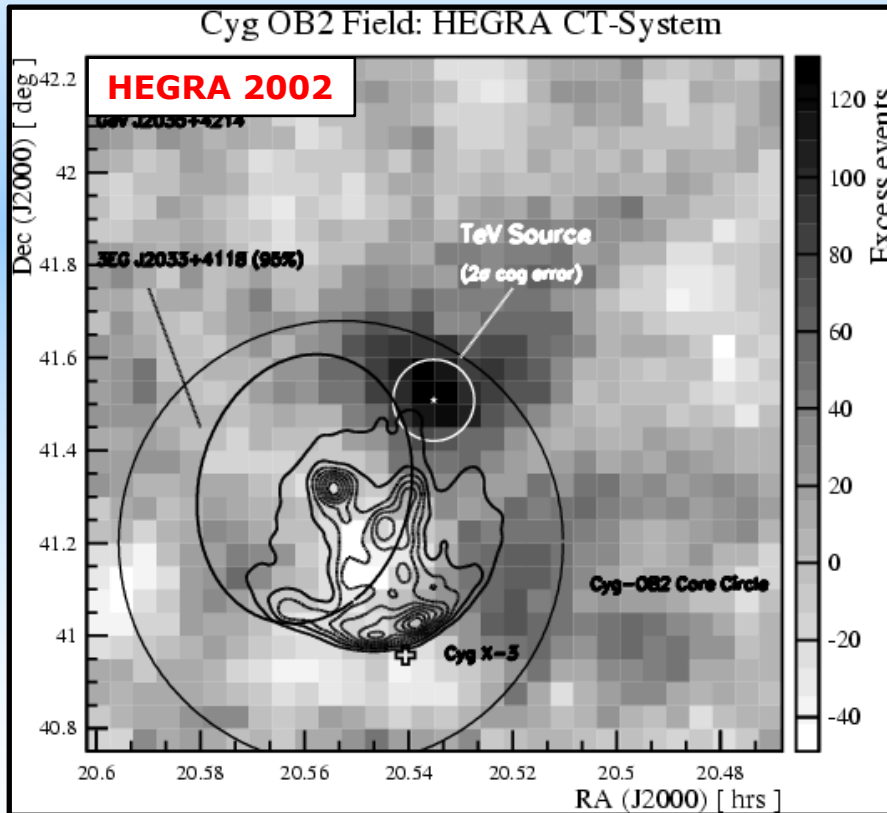 Cyg OB2 Field: HEGRA CT-System
HEGRA 2002
GeV J2035+4214
3EG J2033+4118 (95%)
TeV Source
(2σ cog error)
Cyg-OB2 Core Circle
Cyg X-3
Dec (J2000) [ deg ]
42.2
42
41.8
41.6
41.4
41.2
41
40.8
20.6
20.58
20.56
20.54
20.52
20.5
20.48
RA (J2000) [ hrs ]
Excess events
120
100
80
60
40
20
0
-20
-40